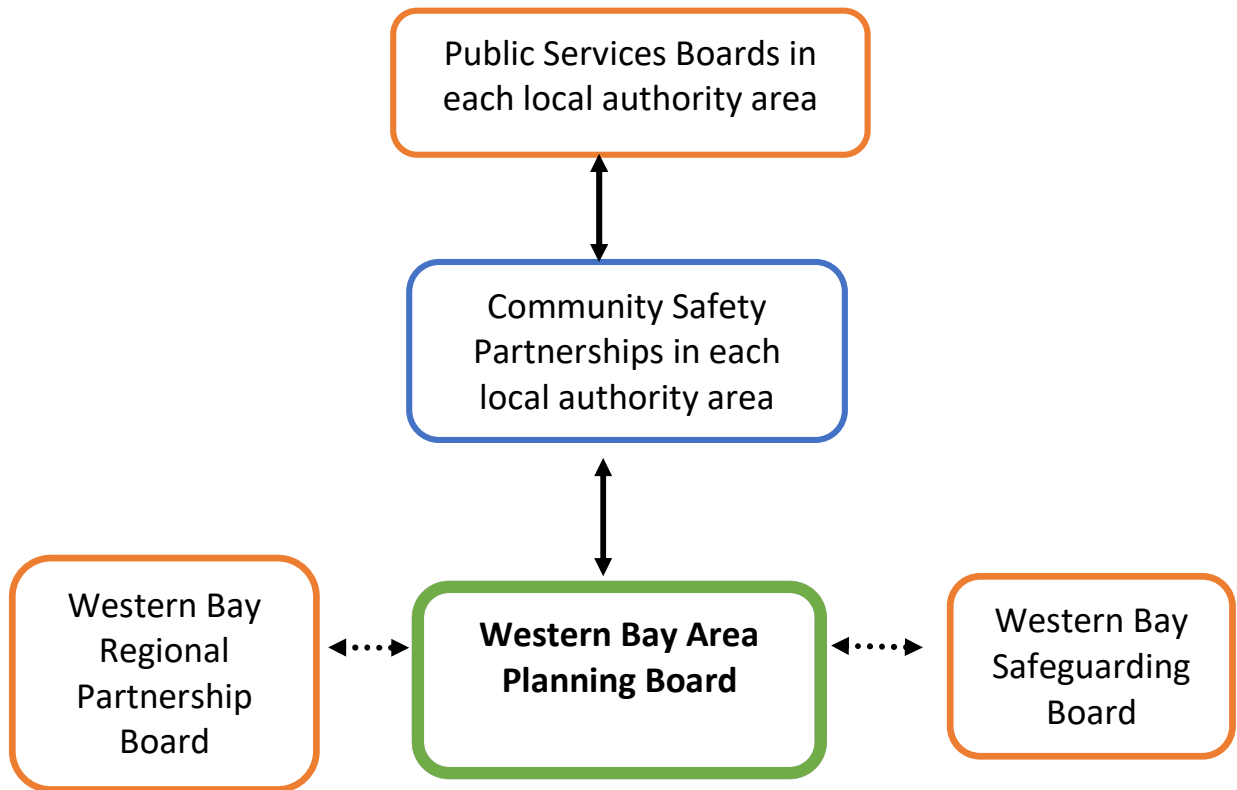 Public Services Boards in
each local authority area
Community Safety
Partnerships in each
local authority area
Western Bay
Regional
Partnership
Board
Western Bay Area
Planning Board
Western Bay
Safeguarding
Board